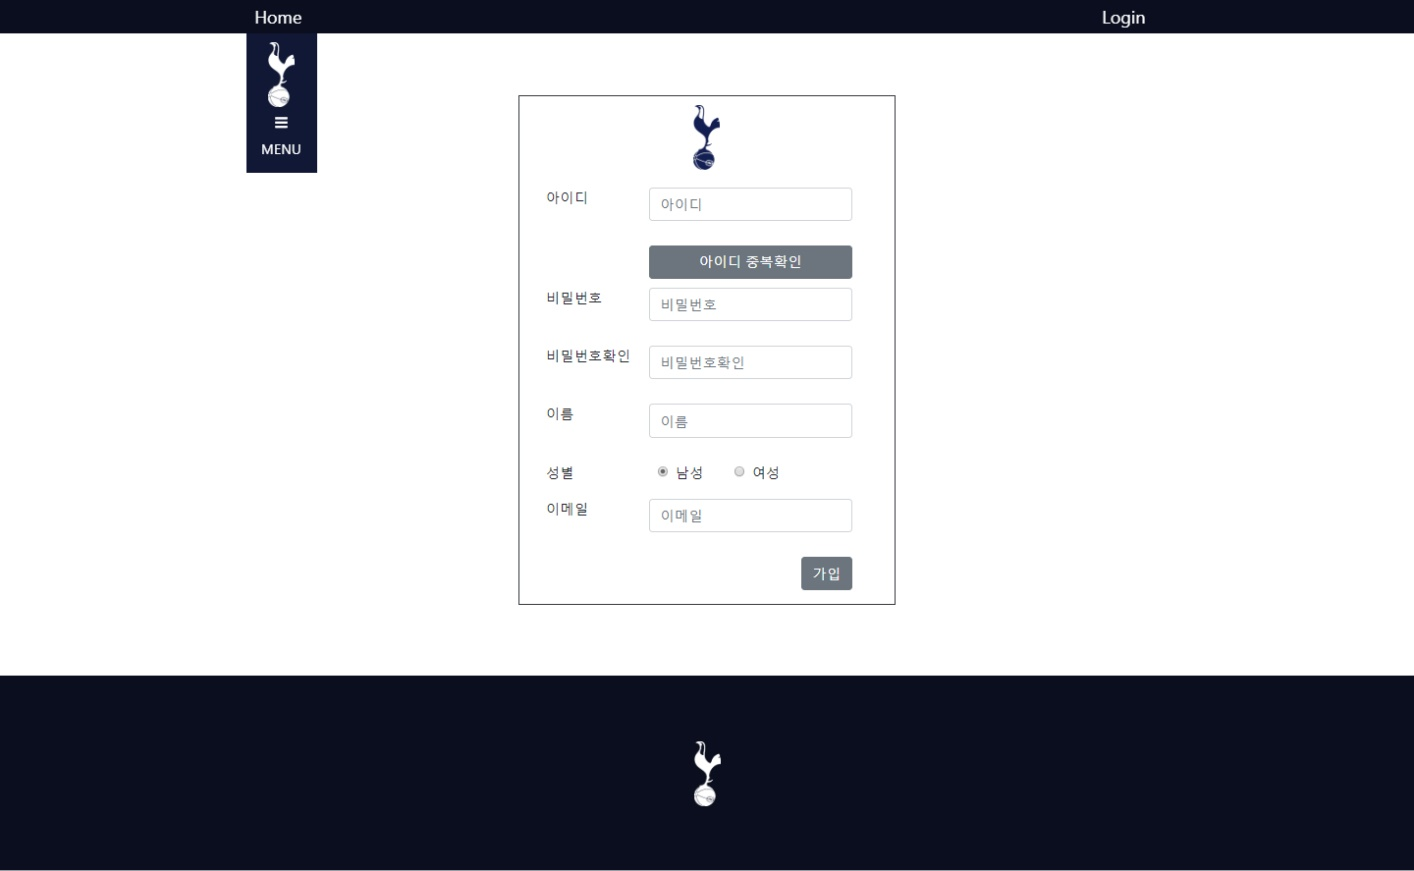 Home Login
MENU
아이디 아이디
아이디 중복확인
비밀번호 비밀번호
비밀번호확인 비밀번호확인
이름 이름
성별 남성 여성
이메일 이메일
가입